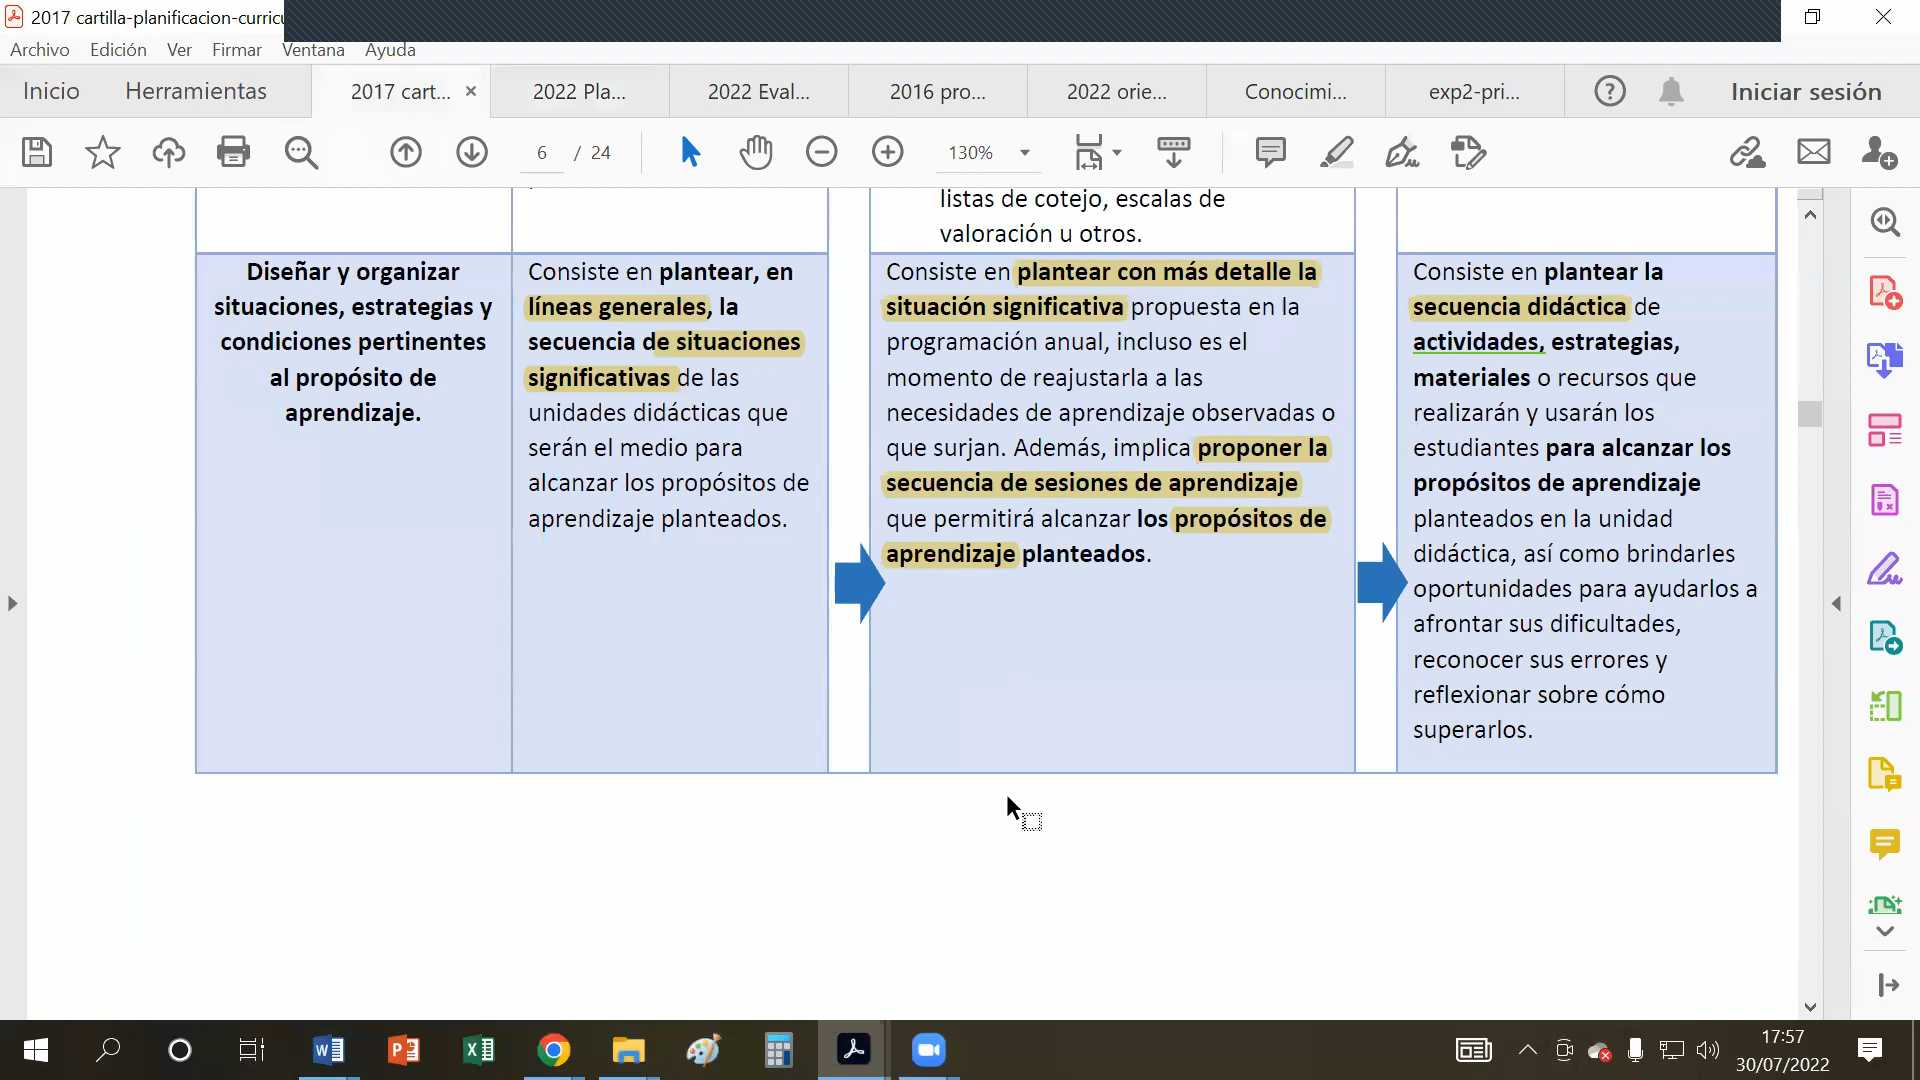 2017 cartilla-planificacion-curricu
Archivo Edición Ver Firmar Ventana Ayuda
Inicio Herramientas 2017 cart... × 2022 Pla... 2022 Eval... 2016 pro... 2022 orie... Conocimi... exp2-pri... Iniciar sesión
6 / 24 130%
listas de cotejo, escalas de
valoración u otros.
Diseñar y organizar
situaciones, estrategias y
condiciones pertinentes
al propósito de
aprendizaje.
Consiste en plantear, en
líneas generales, la
secuencia de situaciones
significativas de las
unidades didácticas que
serán el medio para
alcanzar los propósitos de
aprendizaje planteados.
Consiste en plantear con más detalle la
situación significativa propuesta en la
programación anual, incluso es el
momento de reajustarla a las
necesidades de aprendizaje observadas o
que surjan. Además, implica proponer la
secuencia de sesiones de aprendizaje
que permitirá alcanzar los propósitos de
aprendizaje planteados.
Consiste en plantear la
secuencia didáctica de
actividades, estrategias,
materiales o recursos que
realizarán y usarán los
estudiantes para alcanzar los
propósitos de aprendizaje
planteados en la unidad
didáctica, así como brindarles
oportunidades para ayudarlos a
afrontar sus dificultades,
reconocer sus errores y
reflexionar sobre cómo
superarlos.
17:57
30/07/2022